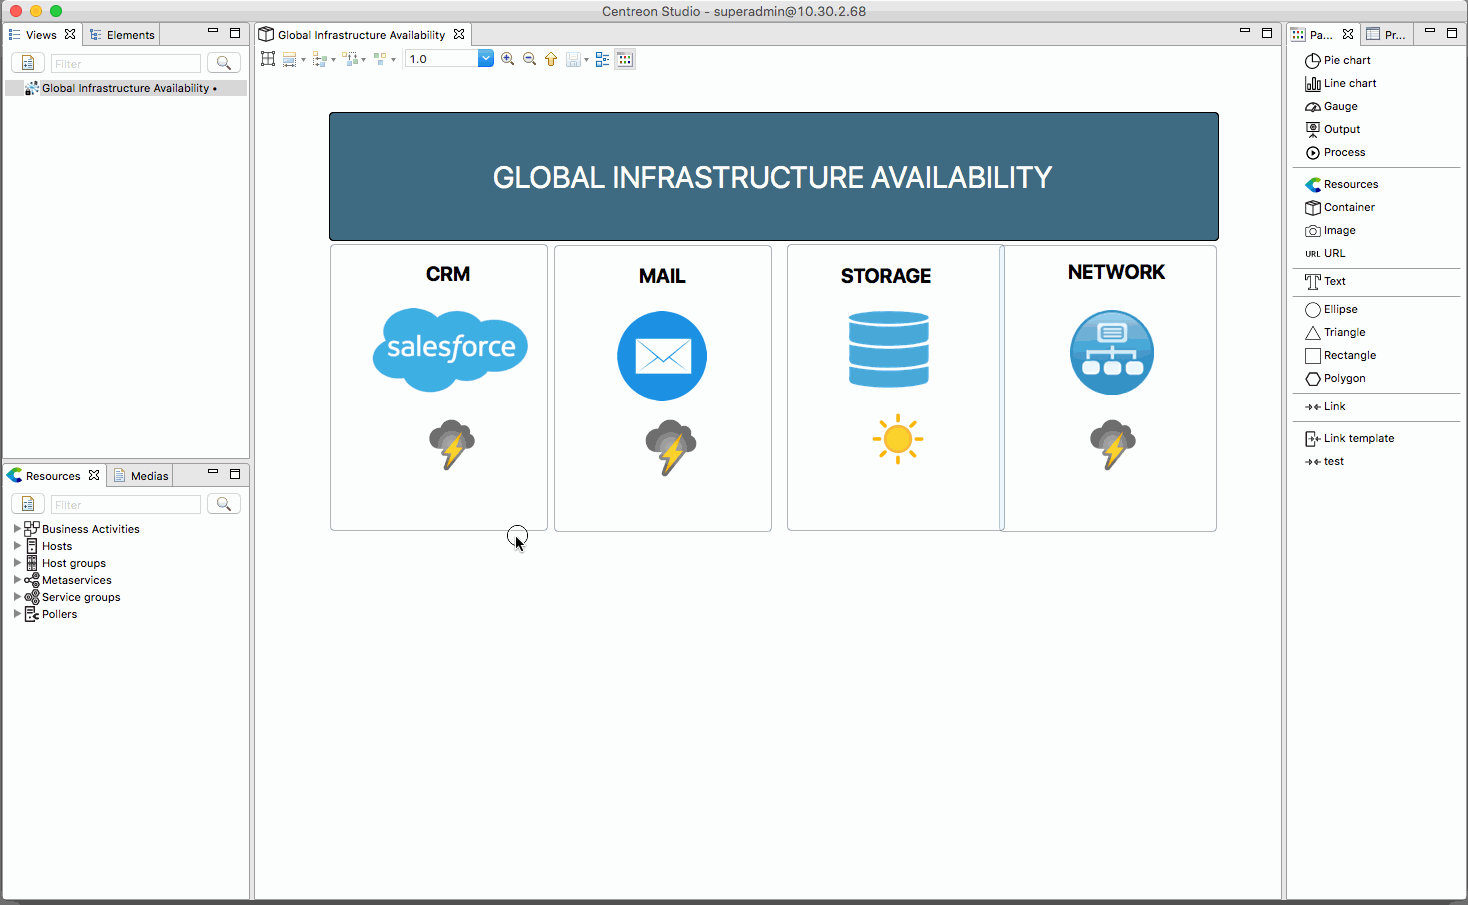 Centreon Studio - superadmin@10.30.2.68
Views
Elements
Filter
Global Infrastructure Availability •
Global Infrastructure Availability
1.0
GLOBAL INFRASTRUCTURE AVAILABILITY
CRM
MAIL
STORAGE
NETWORK
salesforce
Resources
Medias
Filter
Business Activities
Hosts
Host groups
Metaservices
Service groups
Pollers
Pa...
Pr...
Pie chart
Line chart
Gauge
Output
Process
Resources
Container
Image
URL URL
Text
Ellipse
Triangle
Rectangle
Polygon
Link
Link template
test